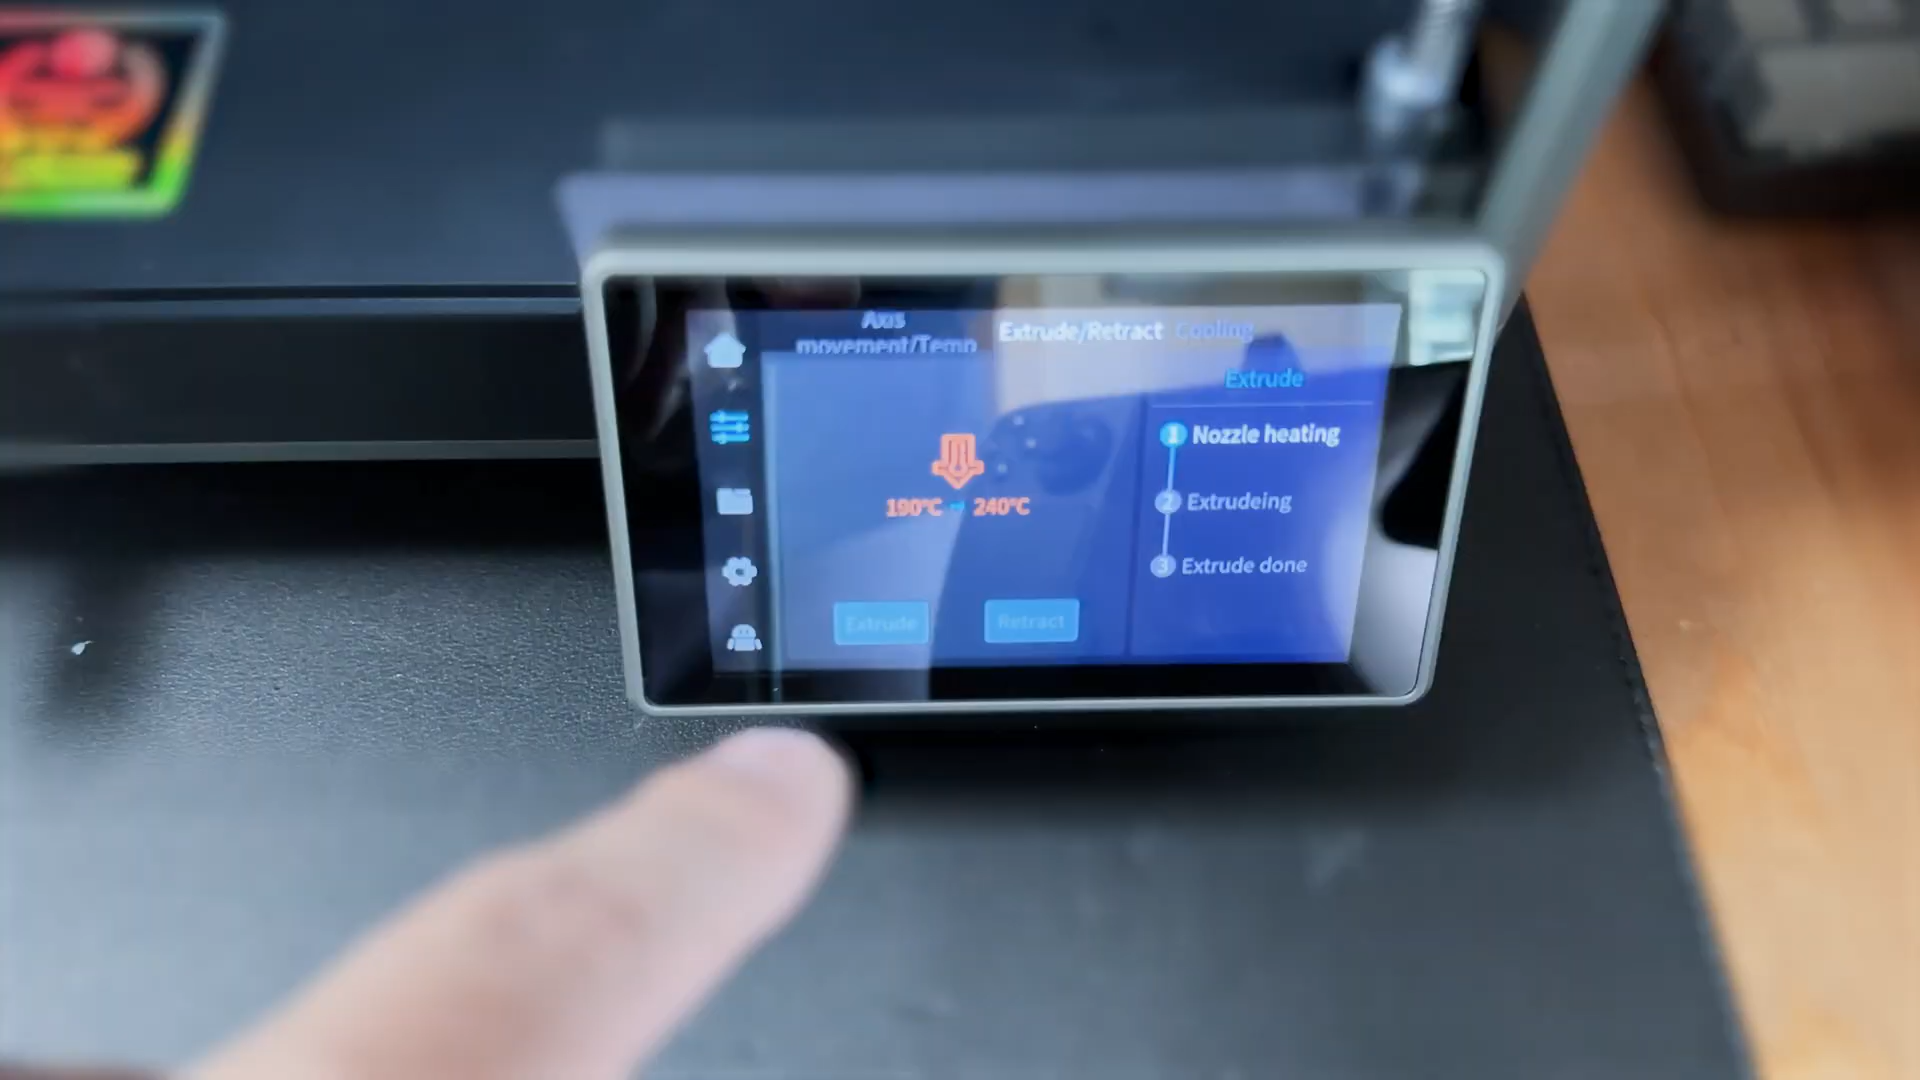 Axis
movement/Temp
Extrude/Retract
Cooling
Extrude
1 Nozzle heating
2 Extrudeing
3 Extrude done
190°C → 240°C
Extrude
Retract